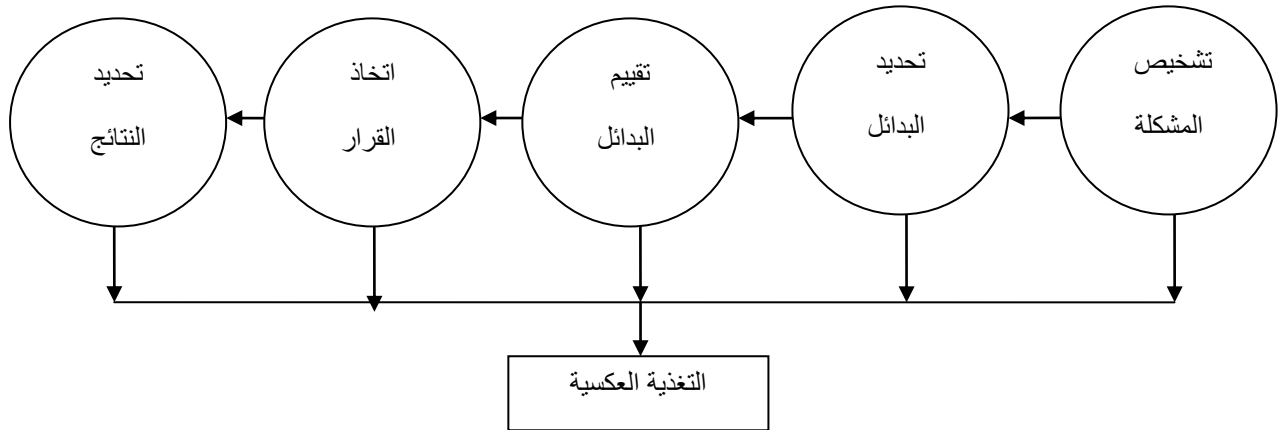 تشخيص
المشكلة
تحديد
البدائل
تقييم
البدائل
اتخاذ
القرار
تحديد
النتائج
التغذية العكسية